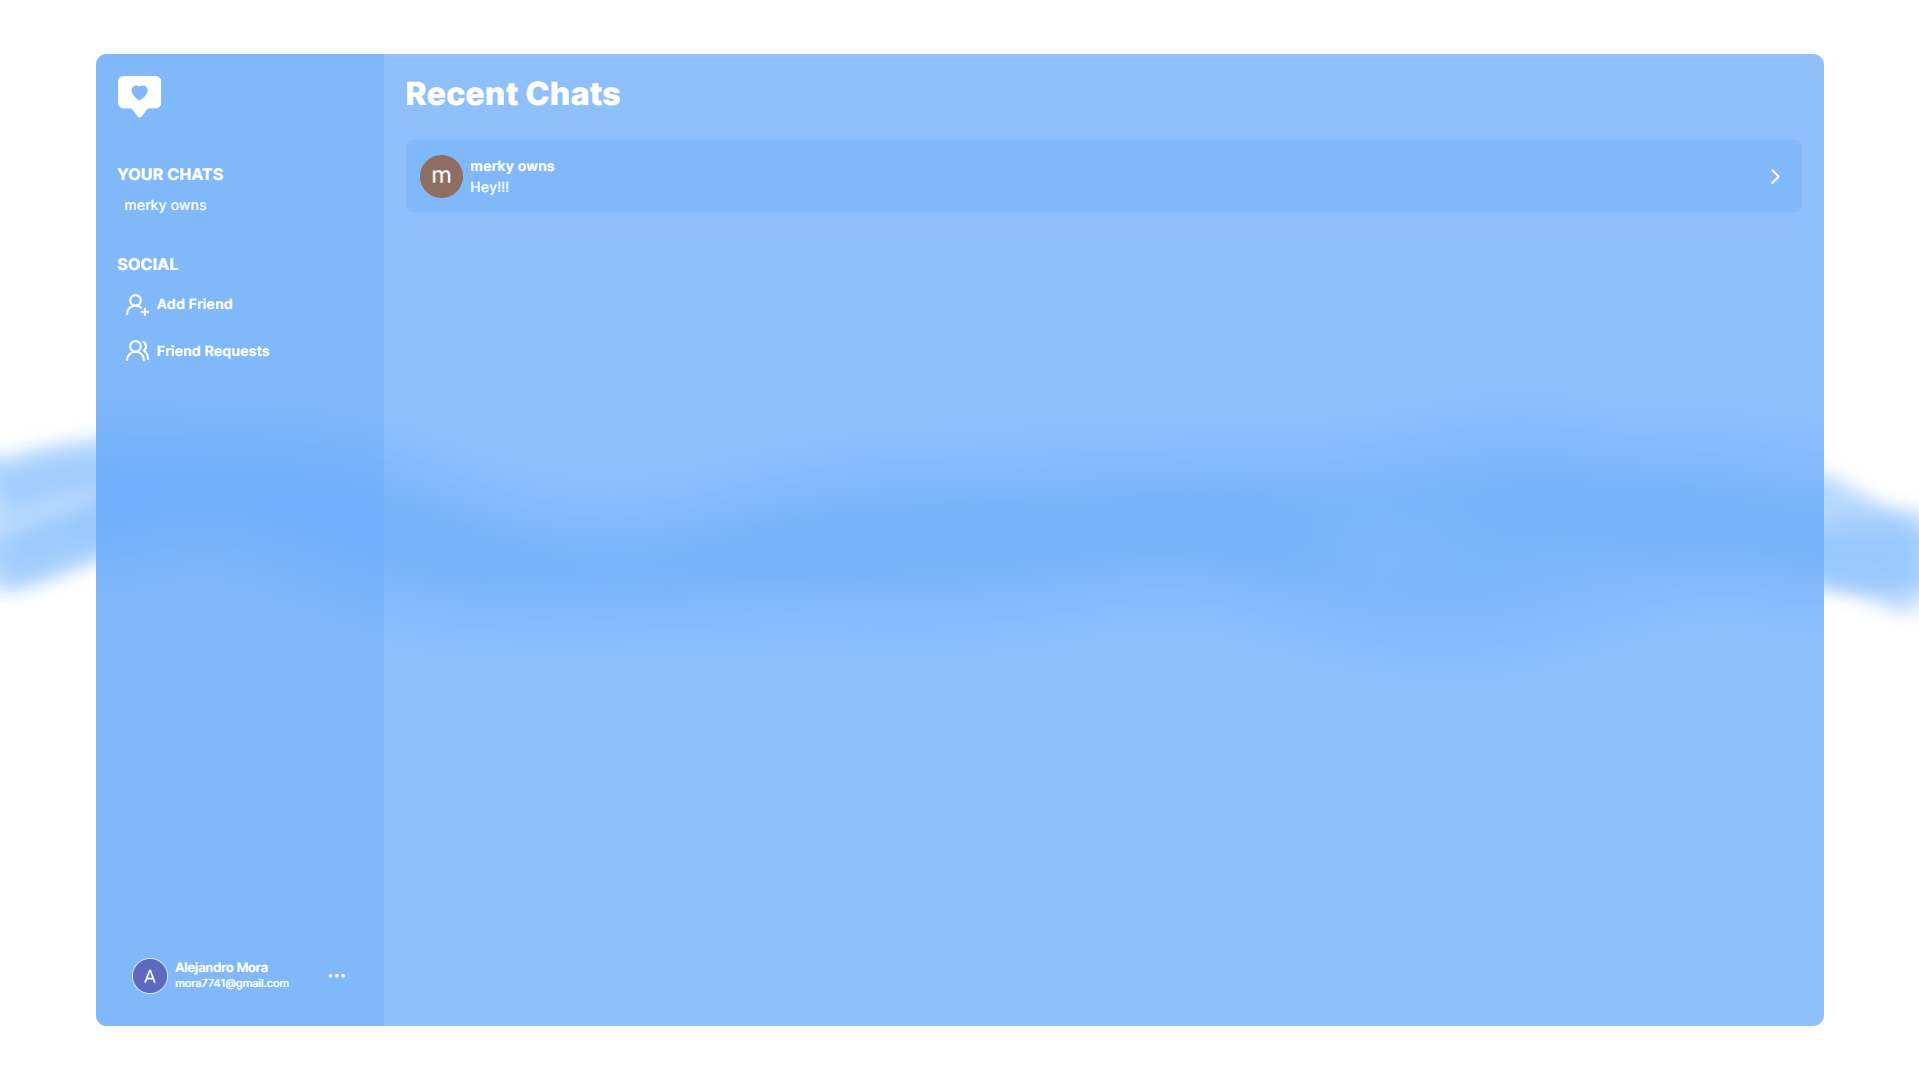 YOUR CHATS
merky owns
SOCIAL
Add Friend
Friend Requests
A
Alejandro Mora
mora7741@gmail.com
Recent Chats
m
merky owns
Hey!!!